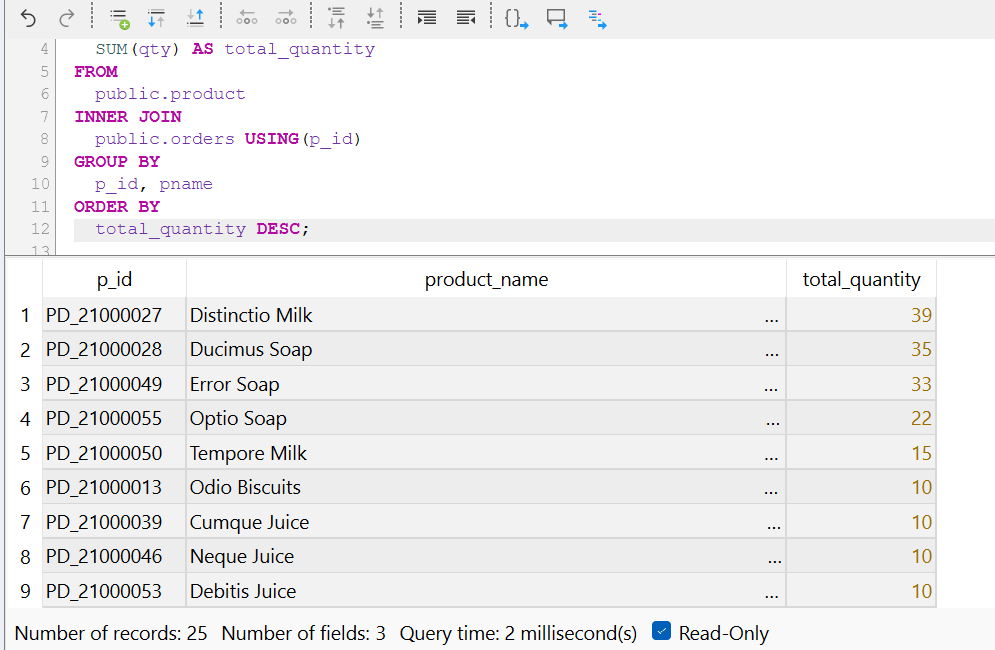 4 SUM(qty) AS total_quantity
5 FROM
6 public.product
7 INNER JOIN
8 public.orders USING(p_id)
9 GROUP BY
10 p_id, pname
11 ORDER BY
12 total_quantity DESC;
13
p_id product_name total_quantity
1 PD_21000027 Distinctio Milk ... 39
2 PD_21000028 Ducimus Soap ... 35
3 PD_21000049 Error Soap ... 33
4 PD_21000055 Optio Soap ... 22
5 PD_21000050 Tempore Milk ... 15
6 PD_21000013 Odio Biscuits ... 10
7 PD_21000039 Cumque Juice ... 10
8 PD_21000046 Neque Juice ... 10
9 PD_21000053 Debitis Juice ... 10
Number of records: 25 Number of fields: 3 Query time: 2 millisecond(s) Read-Only